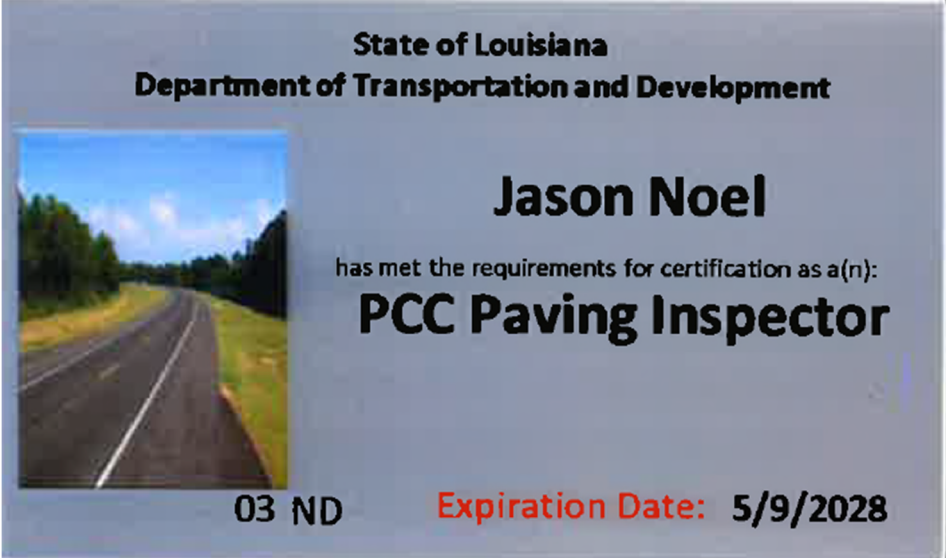 State of Louisiana
Department of Transportation and Development
Jason Noel
has met the requirements for certification as a(n):
PCC Paving Inspector
03 ND Expiration Date: 5/9/2028